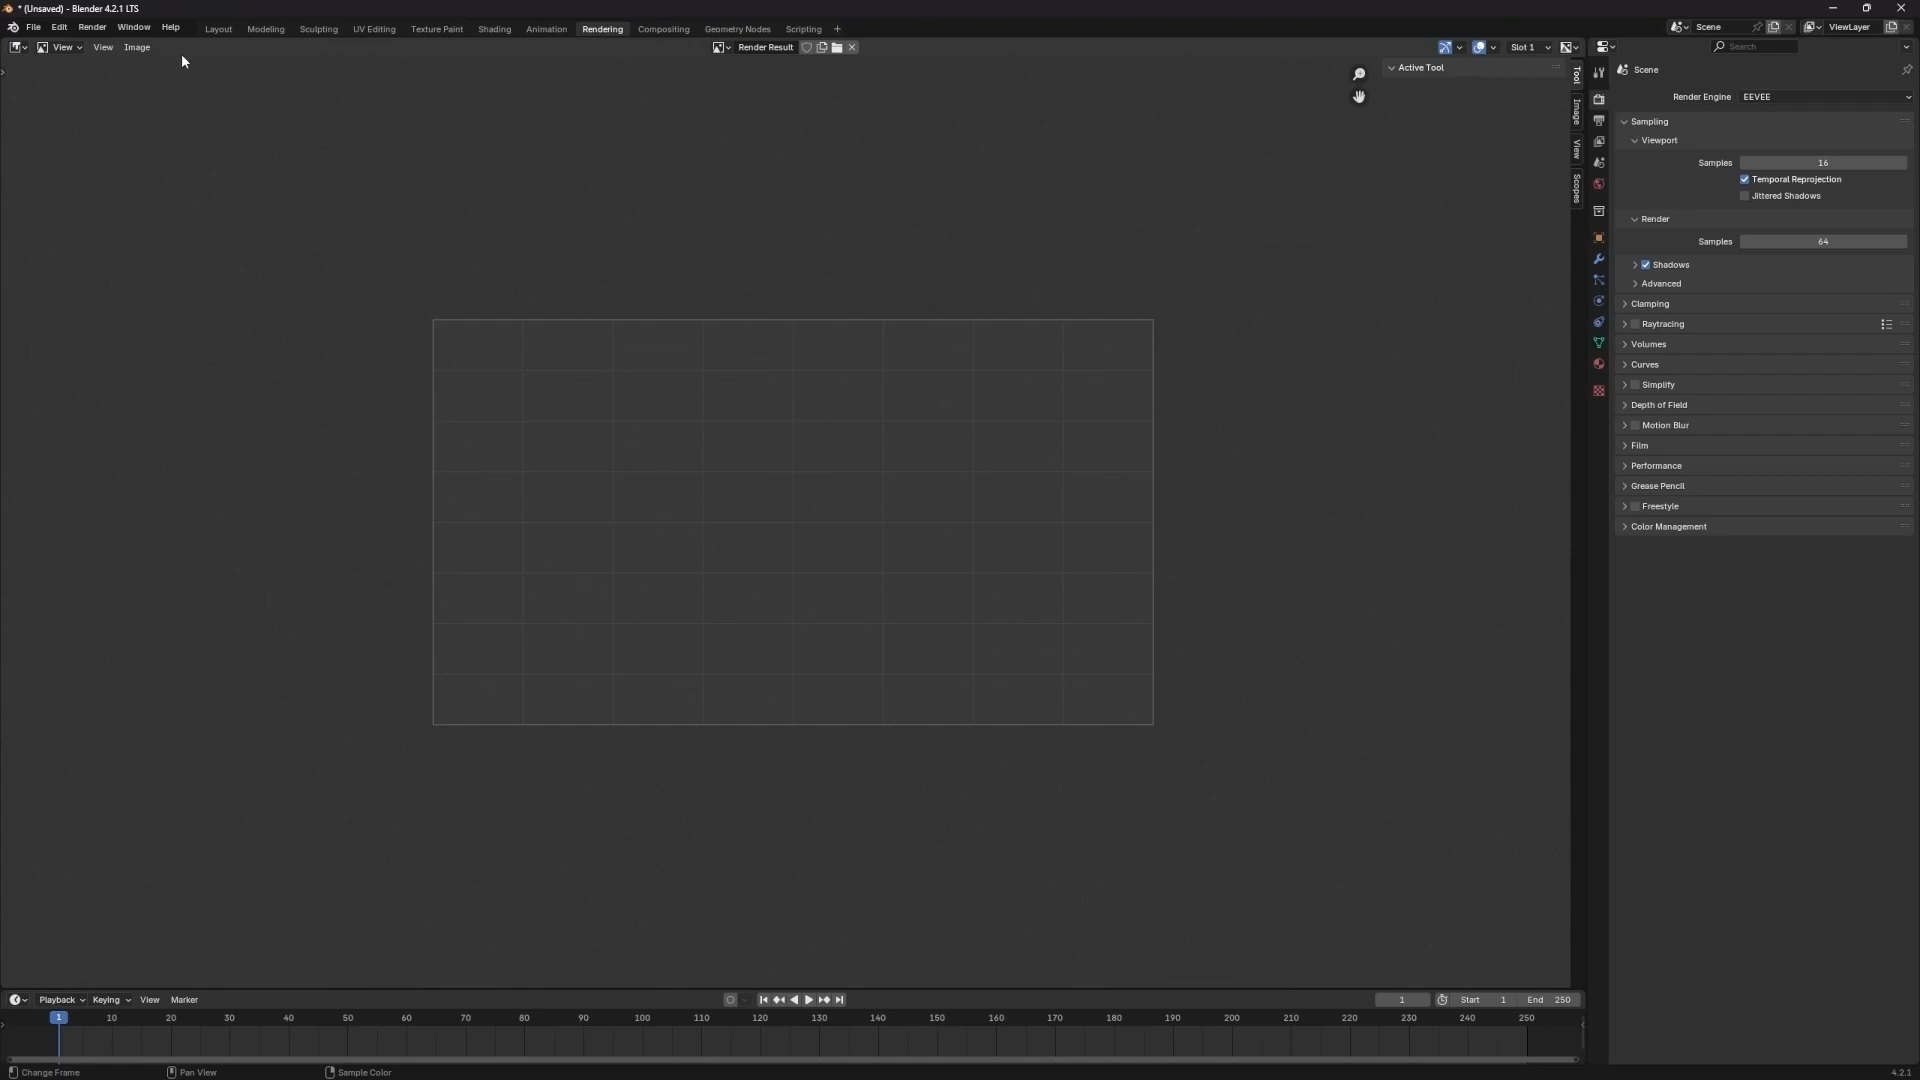 * (Unsaved) - Blender 4.2.1 LTS
File Edit Render Window Help Layout Modeling Sculpting UV Editing Texture Paint Shading Animation Rendering Compositing Geometry Nodes Scripting + Scene ViewLayer
View View Image Render Result Slot 1 Search
Active Tool
Tool
Image
View
Scopes
Scene
Render Engine EEVEE
Sampling
Viewport
Samples 16
Temporal Reprojection
Jittered Shadows
Render
Samples 64
Shadows
Advanced
Clamping
Raytracing
Volumes
Curves
Simplify
Depth of Field
Motion Blur
Film
Performance
Grease Pencil
Freestyle
Color Management
Playback Keying View Marker 1 Start 1 End 250
1 10 20 30 40 50 60 70 80 90 100 110 120 130 140 150 160 170 180 190 200 210 220 230 240 250
Change Frame Pan View Sample Color 4.2.1